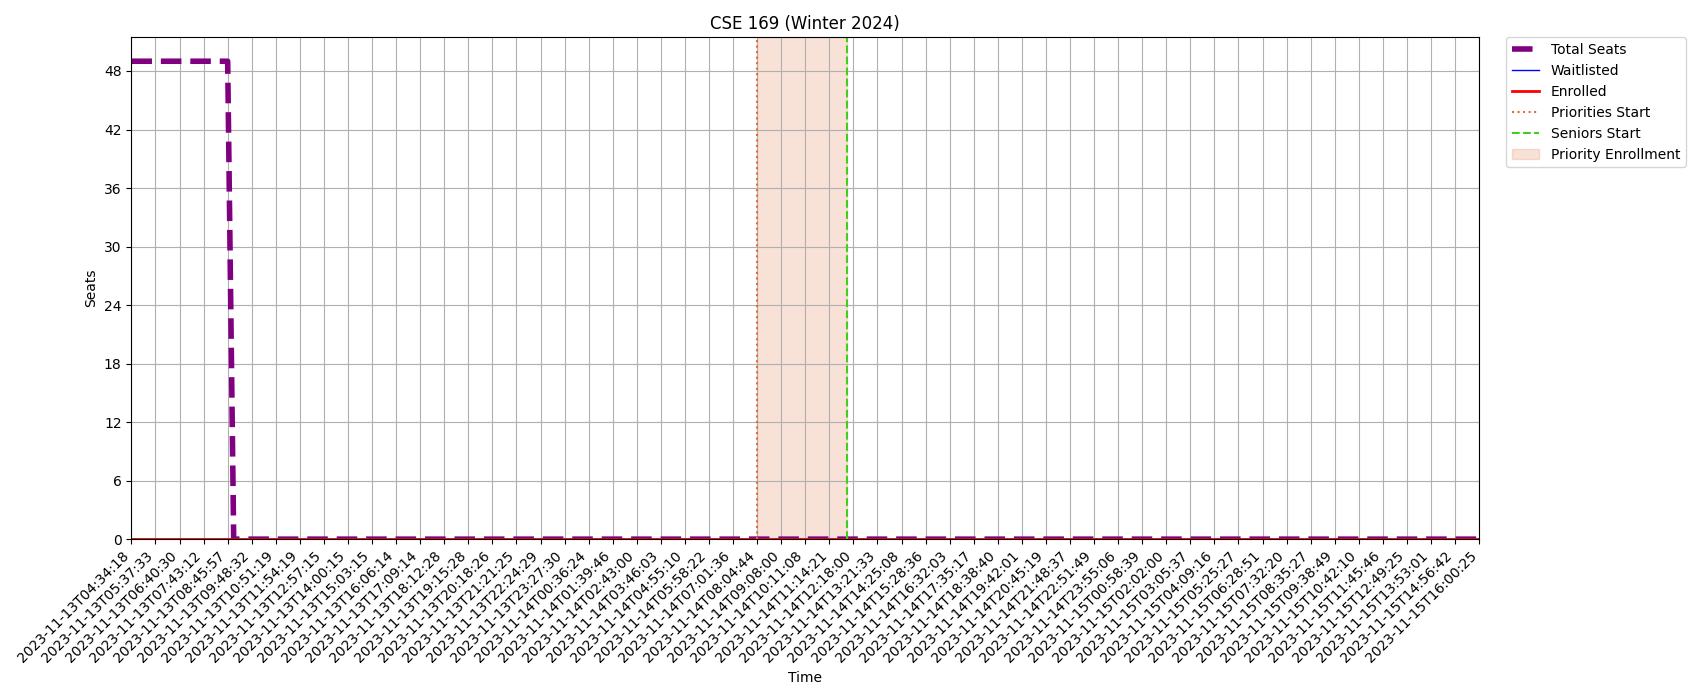 CSE 169 (Winter 2024)
Total Seats
Waitlisted
Enrolled
Priorities Start
Seniors Start
Priority Enrollment
Seats
48
42
36
30
24
18
12
6
0
2023-11-13T04:34:18
2023-11-13T05:37:33
2023-11-13T06:40:30
2023-11-13T07:43:12
2023-11-13T08:45:57
2023-11-13T09:48:32
2023-11-13T10:51:19
2023-11-13T11:54:19
2023-11-13T12:57:15
2023-11-13T14:00:15
2023-11-13T15:03:15
2023-11-13T16:06:14
2023-11-13T17:09:14
2023-11-13T18:12:28
2023-11-13T19:15:28
2023-11-13T20:18:26
2023-11-13T21:21:25
2023-11-13T22:24:29
2023-11-13T23:27:30
2023-11-14T00:36:24
2023-11-14T01:39:46
2023-11-14T02:43:00
2023-11-14T03:46:03
2023-11-14T04:55:10
2023-11-14T05:58:22
2023-11-14T07:01:36
2023-11-14T08:04:44
2023-11-14T09:08:00
2023-11-14T10:11:08
2023-11-14T11:14:21
2023-11-14T12:18:00
2023-11-14T13:21:33
2023-11-14T14:25:08
2023-11-14T15:28:36
2023-11-14T16:32:03
2023-11-14T17:35:17
2023-11-14T18:38:40
2023-11-14T19:42:01
2023-11-14T20:45:19
2023-11-14T21:48:37
2023-11-14T22:51:49
2023-11-14T23:55:06
2023-11-15T00:58:39
2023-11-15T02:02:00
2023-11-15T03:05:37
2023-11-15T04:09:16
2023-11-15T05:25:27
2023-11-15T06:28:51
2023-11-15T07:32:20
2023-11-15T08:35:27
2023-11-15T09:38:49
2023-11-15T10:42:10
2023-11-15T11:45:46
2023-11-15T12:49:25
2023-11-15T13:53:01
2023-11-15T14:56:42
2023-11-15T16:00:25
Time